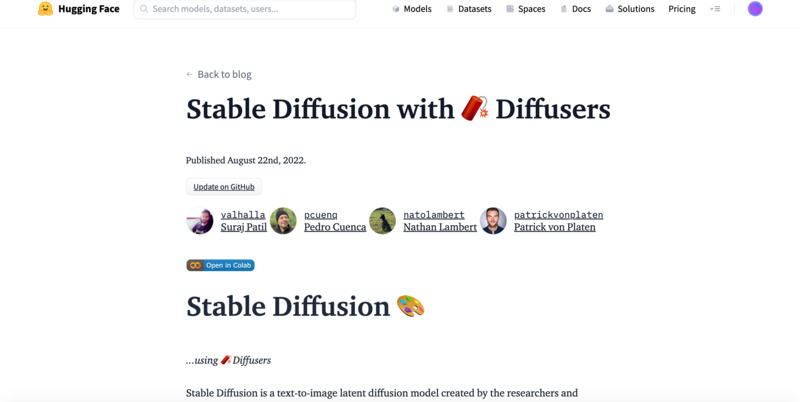 Hugging Face
Search models, datasets, users...
Models
Datasets
Spaces
Docs
Solutions
Pricing
← Back to blog
Stable Diffusion with 🧨 Diffusers
Published August 22nd, 2022.
Update on GitHub
valhalla
Suraj Patil
pcuenq
Pedro Cuenca
natolambert
Nathan Lambert
patrickvonplaten
Patrick von Platen
Open in Colab
Stable Diffusion 🎨
...using 🧨 Diffusers
Stable Diffusion is a text-to-image latent diffusion model created by the researchers and